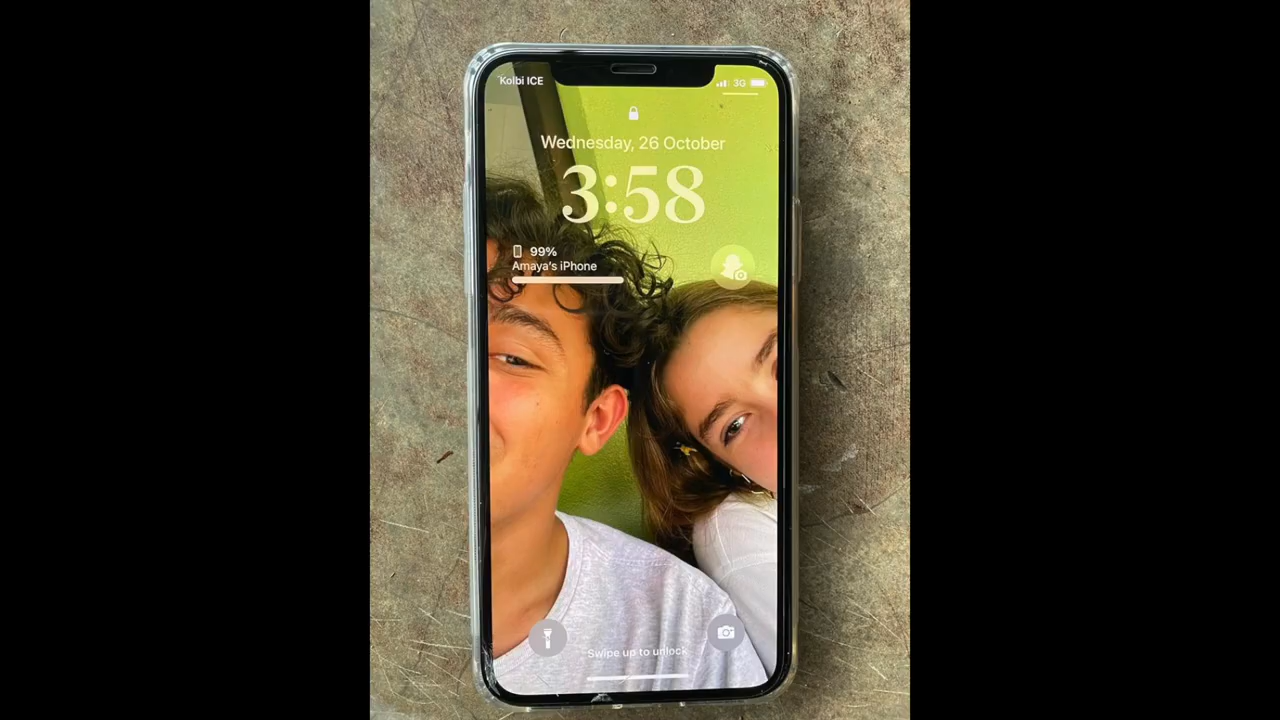 Kolbi ICE
3G
Wednesday, 26 October
3:58
99%
Amaya's iPhone
Swipe up to unlock